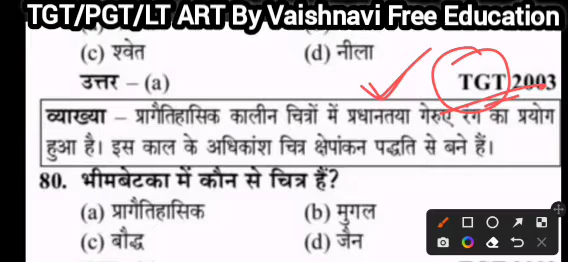 TGT/PGT/LT ART By Vaishnavi Free Education
(c) श्वेत (d) नीला
उत्तर – (a) TGT 2003
व्याख्या – प्रागैतिहासिक कालीन चित्रों में प्रधानतया गेरुए रंग का प्रयोग
हुआ है। इस काल के अधिकांश चित्र क्षेपांकन पद्धति से बने हैं।
80. भीमबेटका में कौन से चित्र हैं?
(a) प्रागैतिहासिक (b) मुगल
(c) बौद्ध (d) जैन